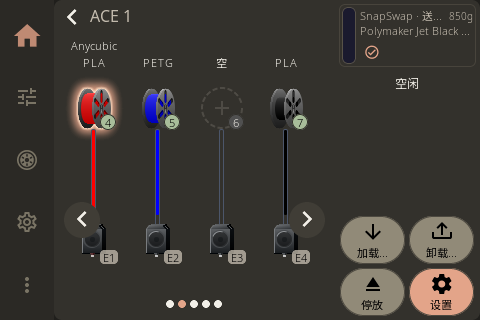 ACE 1
SnapSwap · 送... 850g
Polymaker Jet Black ...
Anycubic
PLA PETG 空 PLA
空闲
4 5 6 7
E1 E2 E3 E4
加载... 卸载...
停放 设置